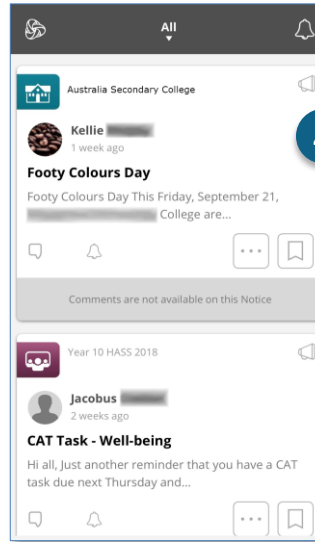 All
Australia Secondary College
Kellie
1 week ago
Footy Colours Day
Footy Colours Day This Friday, September 21,
College are...
Comments are not available on this Notice
Year 10 HASS 2018
Jacobus
2 weeks ago
CAT Task - Well-being
Hi all, Just another reminder that you have a CAT
task due next Thursday and...